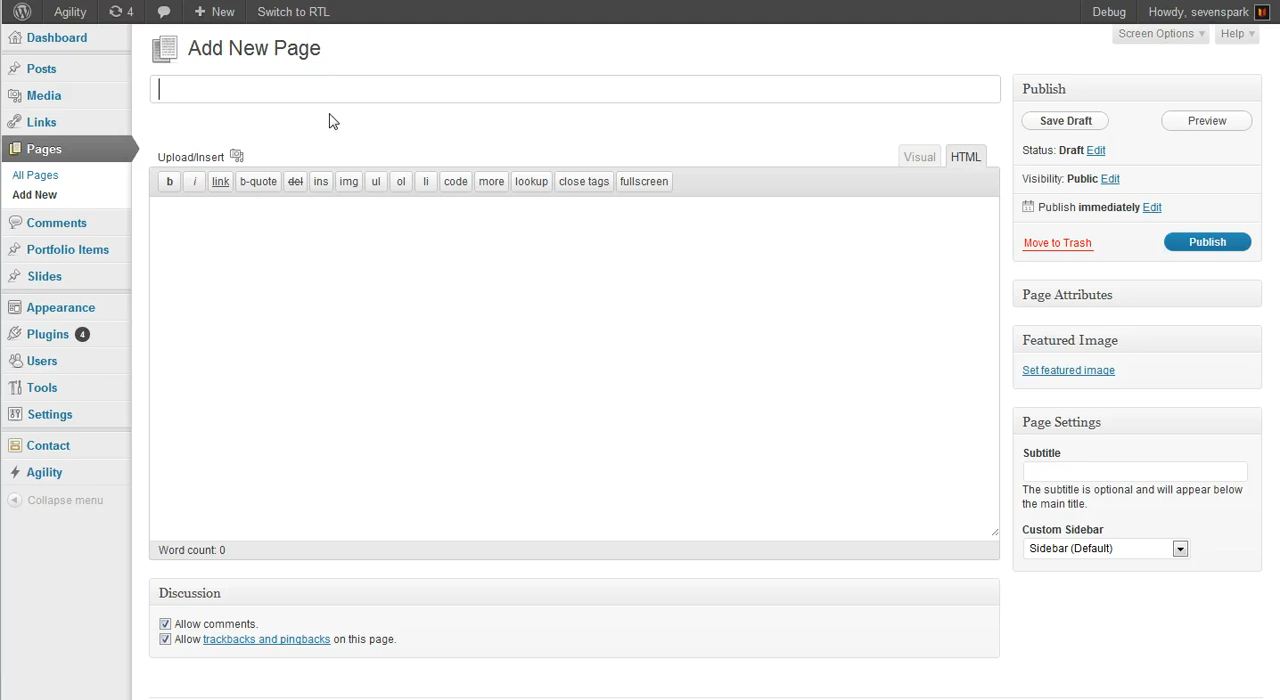 Agility 4 + New Switch to RTL Debug Howdy, sevenspark
Dashboard
Posts
Media
Links
Pages
All Pages
Add New
Comments
Portfolio Items
Slides
Appearance
Plugins 4
Users
Tools
Settings
Contact
Agility
Collapse menu
Screen Options Help
Add New Page
Upload/Insert Visual HTML
b i link b-quote del ins img ul ol li code more lookup close tags fullscreen
Word count: 0
Discussion
Allow comments.
Allow trackbacks and pingbacks on this page.
Publish
Save Draft Preview
Status: Draft Edit
Visibility: Public Edit
Publish immediately Edit
Move to Trash Publish
Page Attributes
Featured Image
Set featured image
Page Settings
Subtitle
The subtitle is optional and will appear below
the main title.
Custom Sidebar
Sidebar (Default)